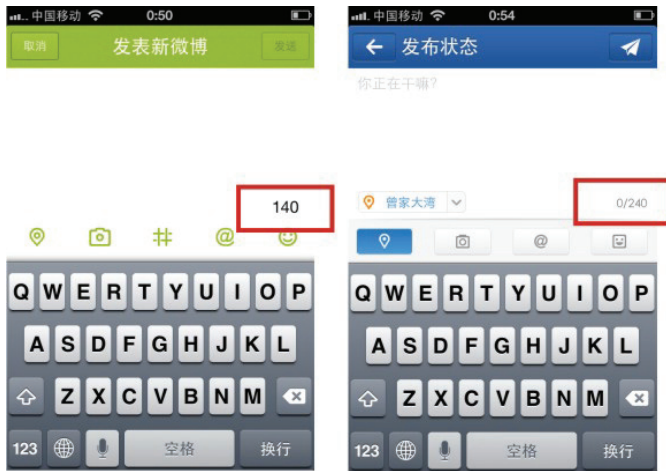 中国移动 0:50
取消 发表新微博 发送
140
@
Q W E R T Y U I O P
A S D F G H J K L
Z X C V B N M
123 空格 换行
中国移动 0:54
发布状态
你正在干嘛?
曾家大湾 0/240
@
Q W E R T Y U I O P
A S D F G H J K L
Z X C V B N M
123 空格 换行